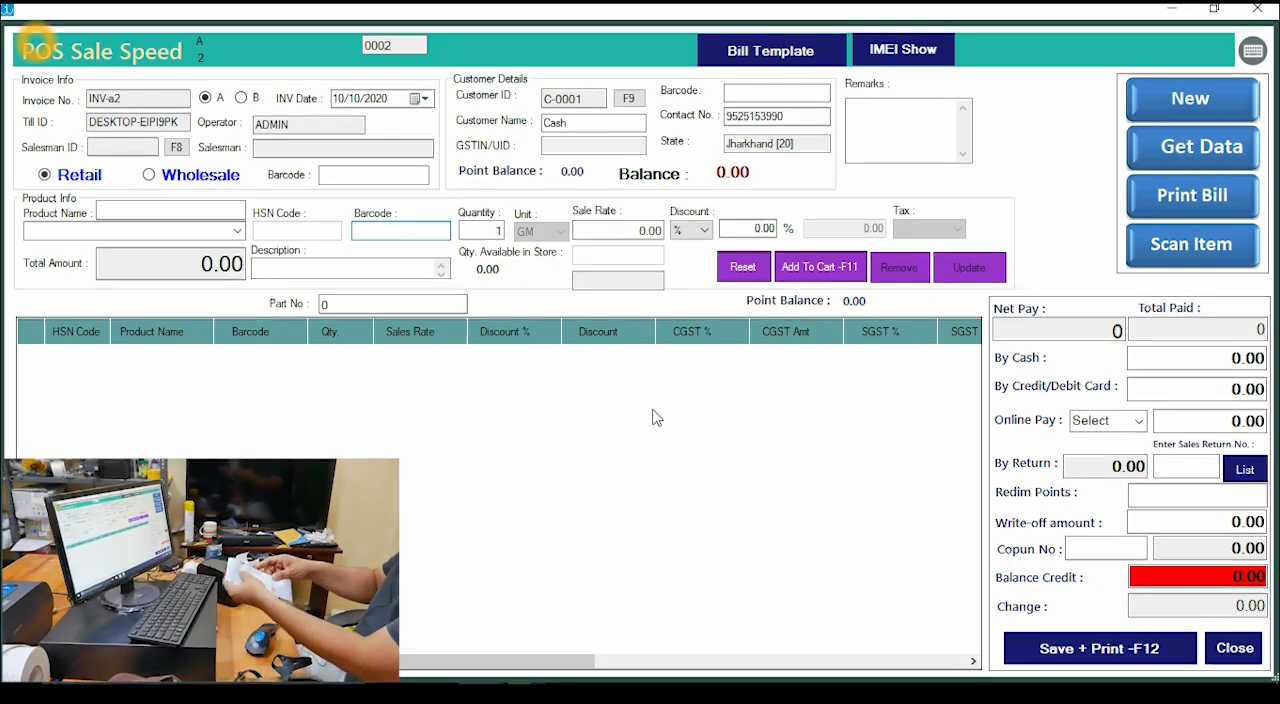 POS Sale Speed
A
2
0002
Bill Template
IMEI Show
Invoice Info
Invoice No. :
INV-a2
A
B
INV Date :
10/10/2020
Till ID :
DESKTOP-EIPI9PK
Operator :
ADMIN
Salesman ID :
F8
Salesman :
Retail
Wholesale
Barcode :
Customer Details
Customer ID :
C-0001
F9
Barcode:
Customer Name :
Cash
Contact No. :
9525153990
GSTIN/UID :
State :
Jharkhand [20]
Point Balance :
0.00
Balance :
0.00
Remarks :
New
Get Data
Print Bill
Scan Item
Product Info
Product Name :
HSN Code :
Barcode :
Quantity :
1
Unit :
GM
Sale Rate :
0.00
Discount :
%
0.00
%
0.00
Tax :
Total Amount :
0.00
Description :
Qty. Available in Store :
0.00
Reset
Add To Cart -F11
Remove
Update
Part No :
0
Point Balance :
0.00
HSN Code
Product Name
Barcode
Qty.
Sales Rate
Discount %
Discount
CGST %
CGST Amt
SGST %
SGST
Net Pay :
0
Total Paid :
0
By Cash :
0.00
By Credit/Debit Card :
0.00
Online Pay :
Select
0.00
Enter Sales Return No. :
By Return :
0.00
List
Redim Points :
Write-off amount :
0.00
Copun No :
0.00
Balance Credit :
0.00
Change :
0.00
Save + Print -F12
Close